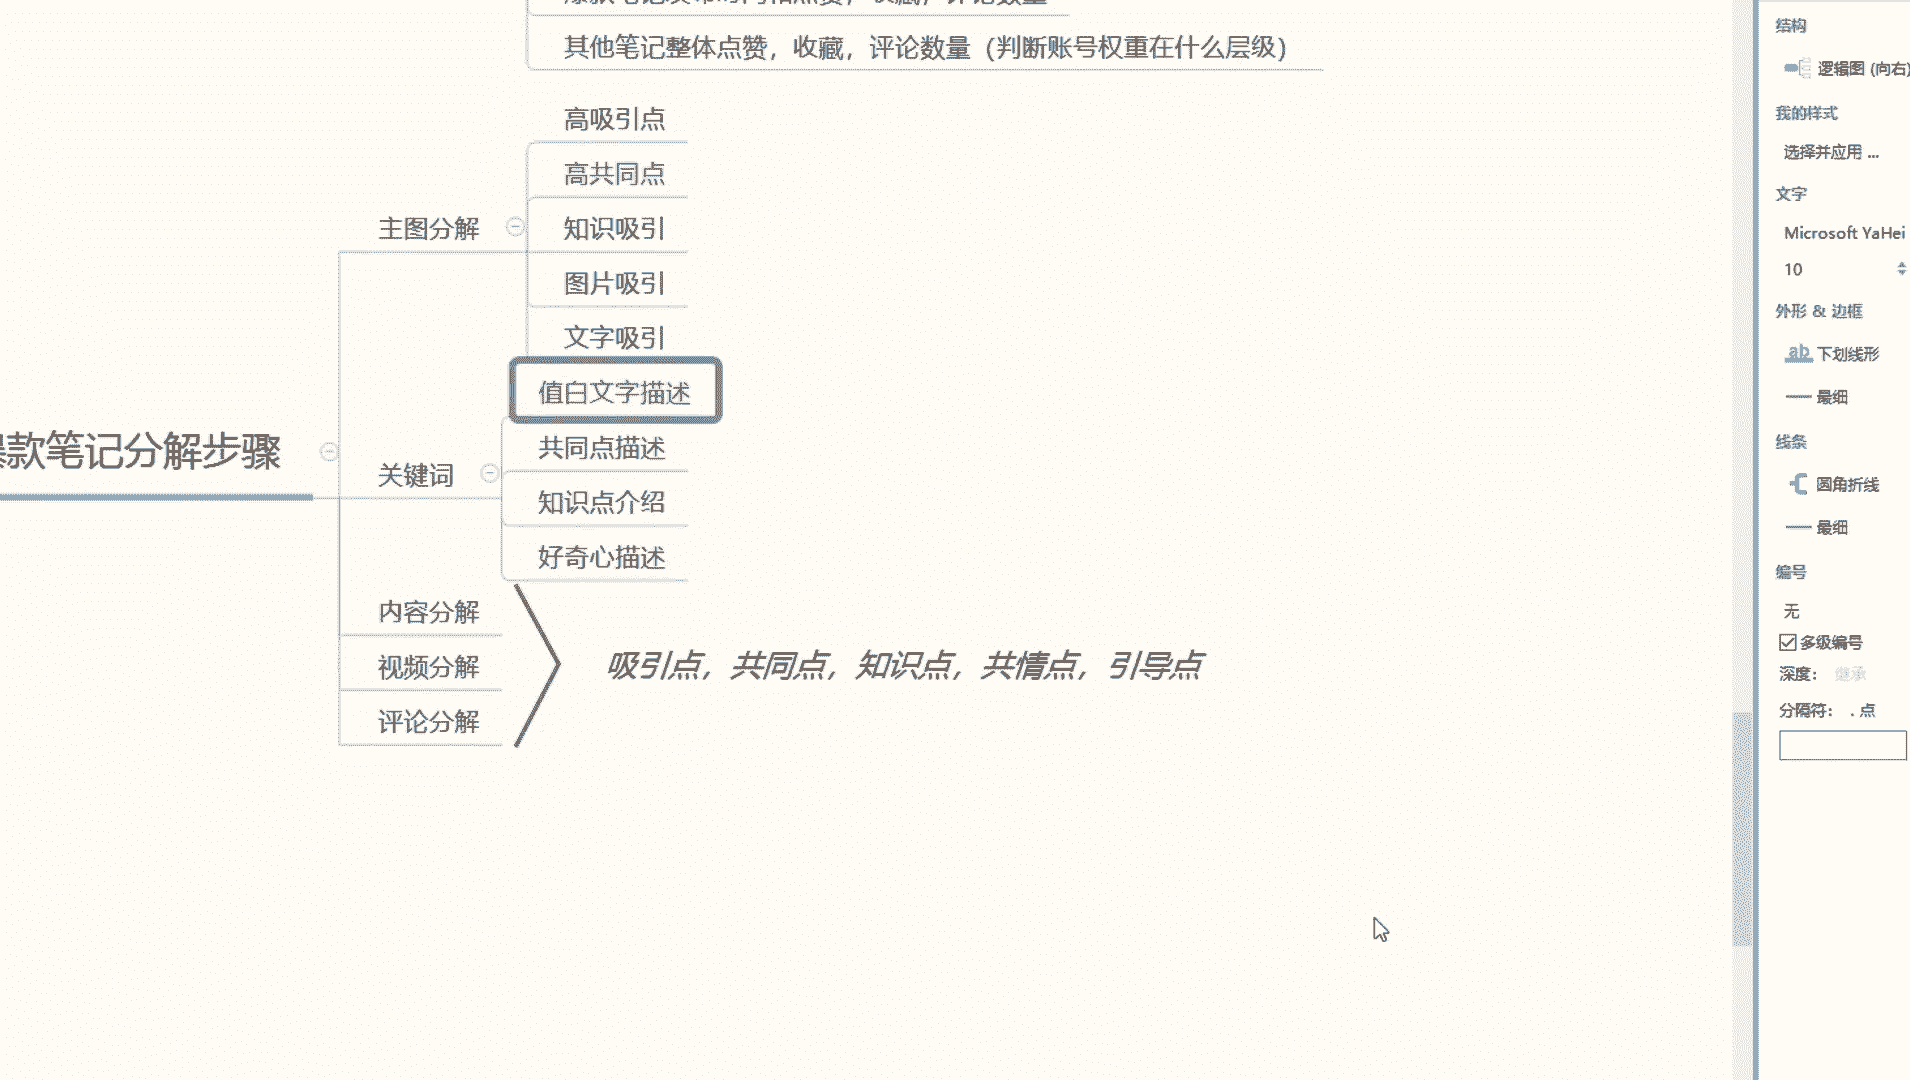 其他笔记整体点赞，收藏，评论数量（判断账号权重在什么层级）
高吸引点
高共同点
主图分解
知识吸引
图片吸引
文字吸引
值白文字描述
共同点描述
款笔记分解步骤
关键词
知识点介绍
好奇心描述
内容分解
视频分解
评论分解
吸引点，共同点，知识点，共情点，引导点
结构
逻辑图 (向右)
我的样式
选择并应用 ...
文字
Microsoft YaHei
10
外形 & 边框
ab 下划线形
最细
线条
圆角折线
最细
编号
无
多级编号
深度： 继承
分隔符： . 点